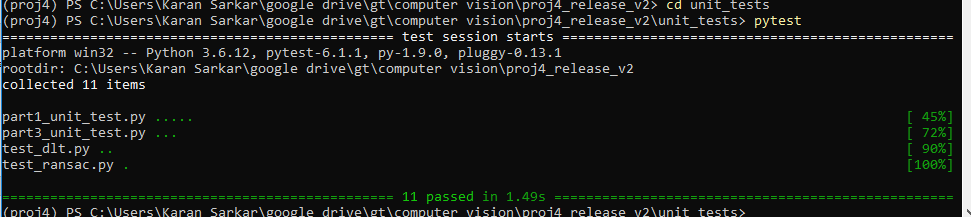 (proj4) PS C:\Users\Karan Sarkar\google drive\gt\computer vision\proj4_release_v2> cd unit_tests
(proj4) PS C:\Users\Karan Sarkar\google drive\gt\computer vision\proj4_release_v2\unit_tests> pytest
================================================ test session starts ================================================
platform win32 -- Python 3.6.12, pytest-6.1.1, py-1.9.0, pluggy-0.13.1
rootdir: C:\Users\Karan Sarkar\google drive\gt\computer vision\proj4_release_v2
collected 11 items
part1_unit_test.py ..... [ 45%]
part3_unit_test.py ... [ 72%]
test_dlt.py .. [ 90%]
test_ransac.py . [100%]
================================================ 11 passed in 1.49s =================================================
(proj4) PS C:\Users\Karan Sarkar\google drive\gt\computer vision\proj4_release_v2\unit_tests>